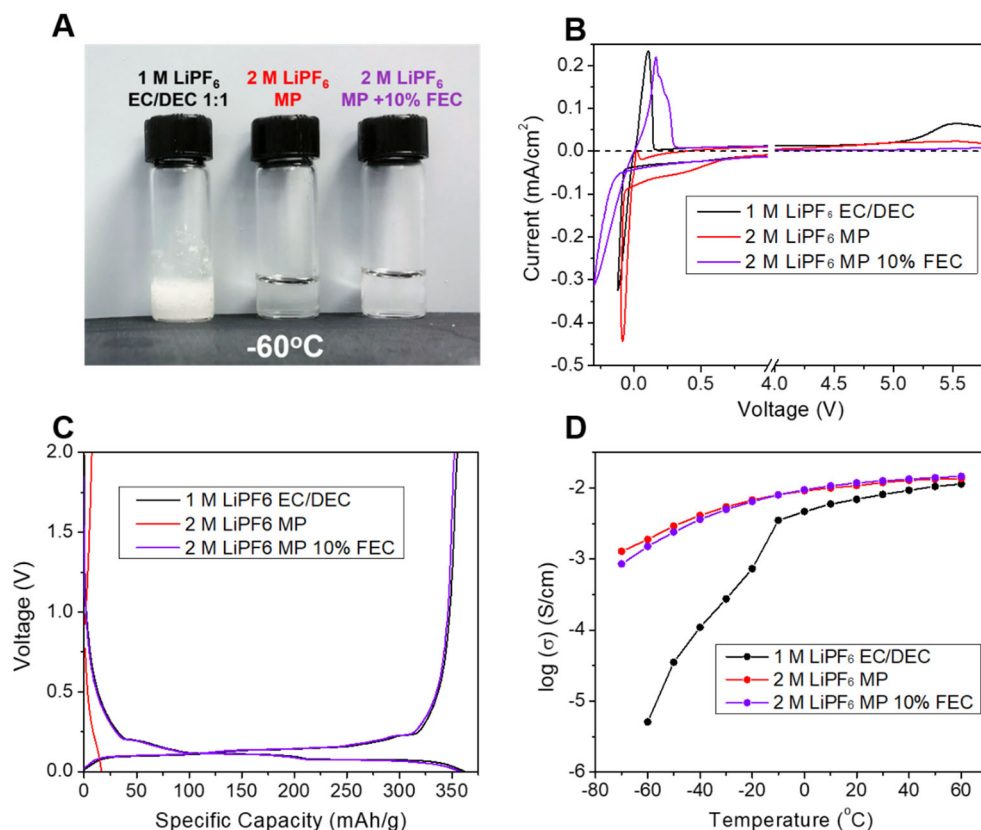 A
1 M LiPF₆
EC/DEC 1:1
2 M LiPF₆
MP
2 M LiPF₆
MP +10% FEC
-60°C
B
0.2
0.1
0.0
-0.1
-0.2
-0.3
-0.4
-0.5
Current (mA/cm²)
1 M LiPF₆ EC/DEC
2 M LiPF₆ MP
2 M LiPF₆ MP 10% FEC
0.0 0.5 4.0 4.5 5.0 5.5
Voltage (V)
C
2.0
1.5
1.0
0.5
0.0
Voltage (V)
1 M LiPF6 EC/DEC
2 M LiPF6 MP
2 M LiPF6 MP 10% FEC
0 50 100 150 200 250 300 350
Specific Capacity (mAh/g)
D
-2
-3
-4
-5
-6
log (σ) (S/cm)
1 M LiPF₆ EC/DEC
2 M LiPF₆ MP
2 M LiPF₆ MP 10% FEC
-80 -60 -40 -20 0 20 40 60
Temperature (°C)